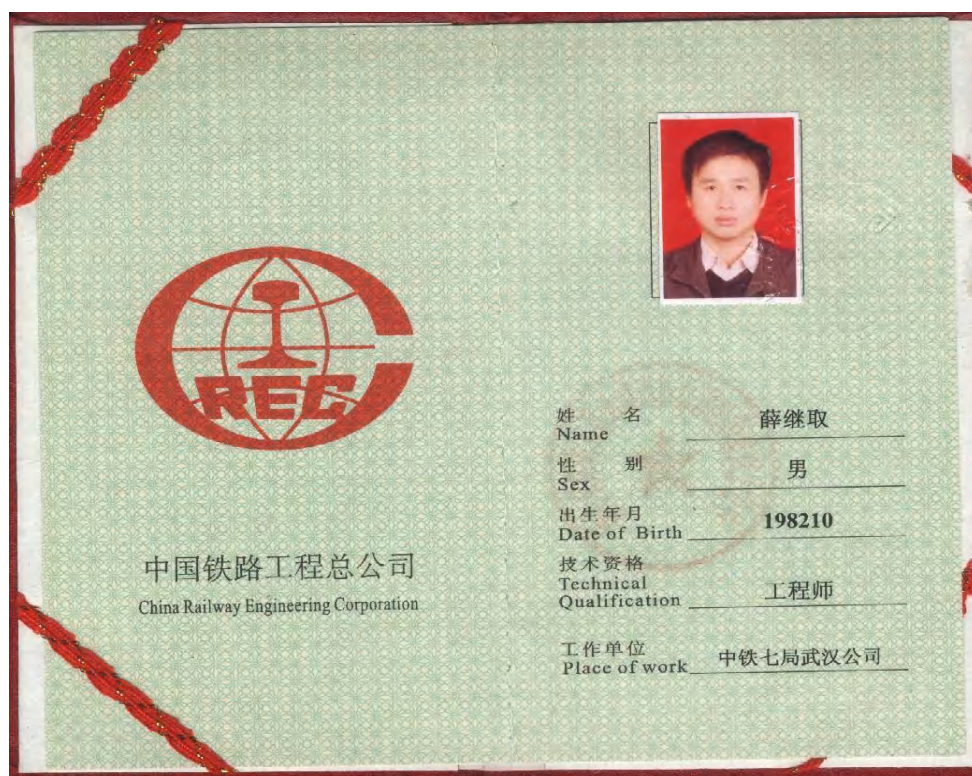 CREC
中国铁路工程总公司
China Railway Engineering Corporation
姓 名 薛继取
Name
性 别 男
Sex
出生年月 198210
Date of Birth
技术资格
Technical
Qualification 工程师
工作单位
Place of work 中铁七局武汉公司